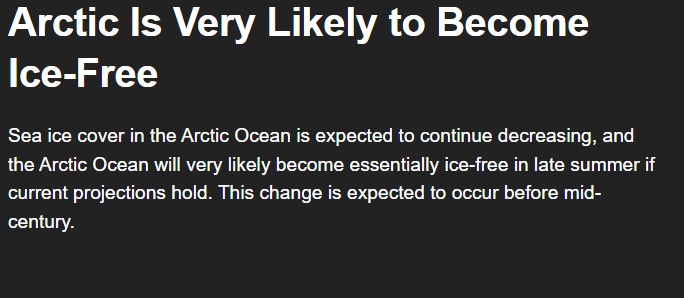 Arctic Is Very Likely to Become
Ice-Free
Sea ice cover in the Arctic Ocean is expected to continue decreasing, and
the Arctic Ocean will very likely become essentially ice-free in late summer if
current projections hold. This change is expected to occur before mid-
century.